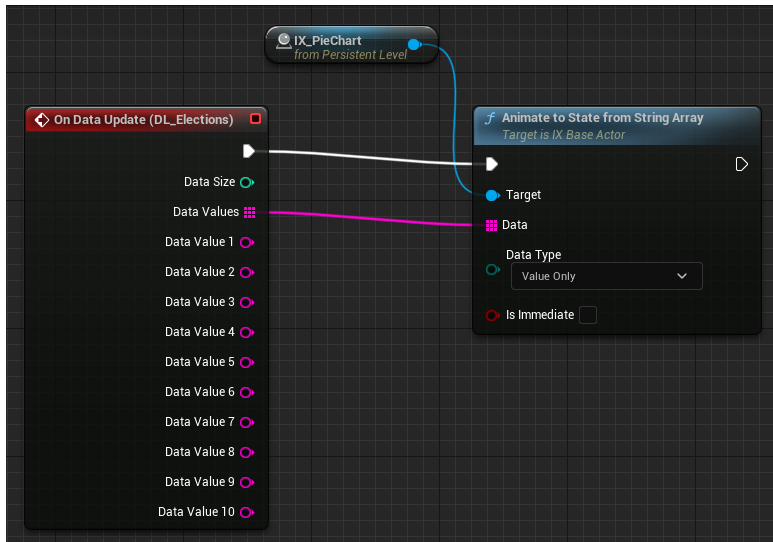 IX_PieChart
from Persistent Level
On Data Update (DL_Elections)
Data Size
Data Values
Data Value 1
Data Value 2
Data Value 3
Data Value 4
Data Value 5
Data Value 6
Data Value 7
Data Value 8
Data Value 9
Data Value 10
f Animate to State from String Array
Target is IX Base Actor
Target
Data
Data Type
Value Only
Is Immediate